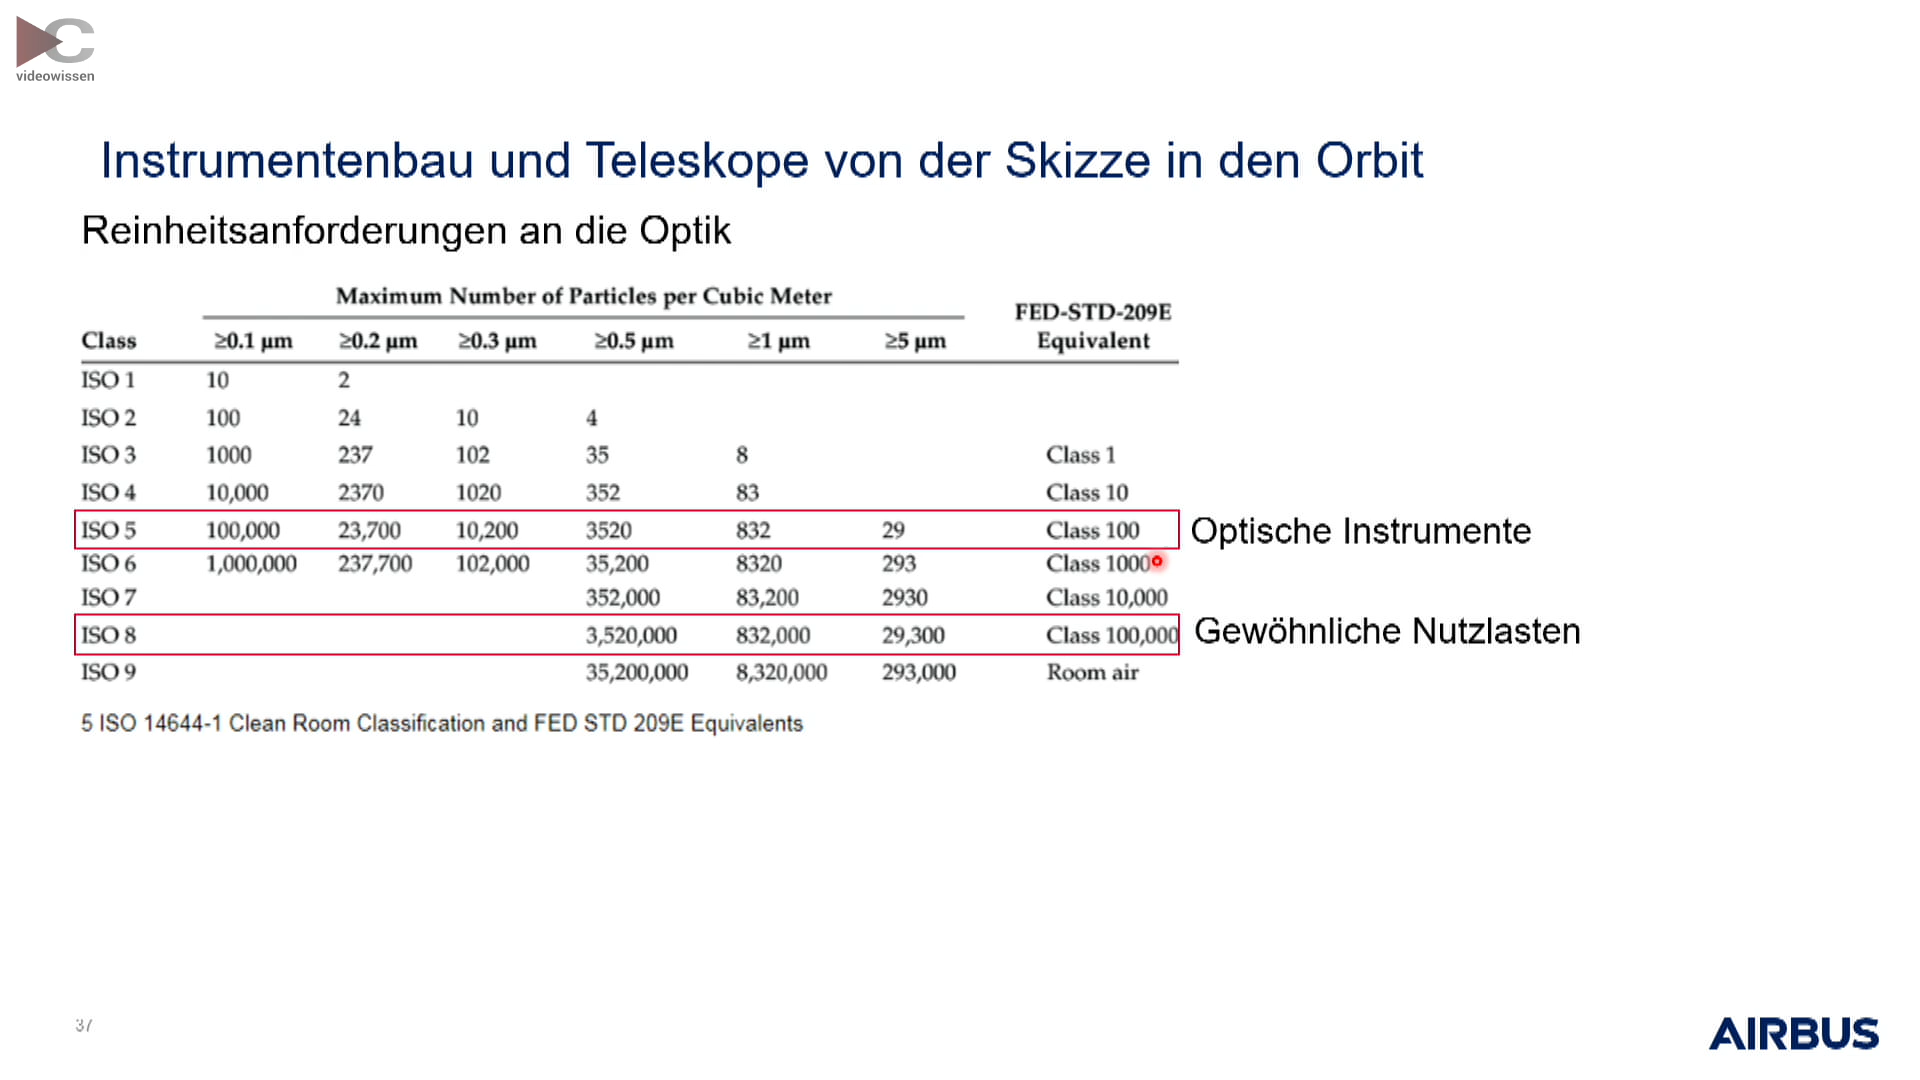 C
videowissen
Instrumentenbau und Teleskope von der Skizze in den Orbit
Reinheitsanforderungen an die Optik
Maximum Number of Particles per Cubic Meter
FED-STD-209E
Class ≥0.1 µm ≥0.2 µm ≥0.3 µm ≥0.5 µm ≥1 µm ≥5 µm Equivalent
ISO 1 10 2
ISO 2 100 24 10 4
ISO 3 1000 237 102 35 8 Class 1
ISO 4 10,000 2370 1020 352 83 Class 10
ISO 5 100,000 23,700 10,200 3520 832 29 Class 100 Optische Instrumente
ISO 6 1,000,000 237,700 102,000 35,200 8320 293 Class 1000
ISO 7 352,000 83,200 2930 Class 10,000
ISO 8 3,520,000 832,000 29,300 Class 100,000 Gewöhnliche Nutzlasten
ISO 9 35,200,000 8,320,000 293,000 Room air
5 ISO 14644-1 Clean Room Classification and FED STD 209E Equivalents
37
AIRBUS